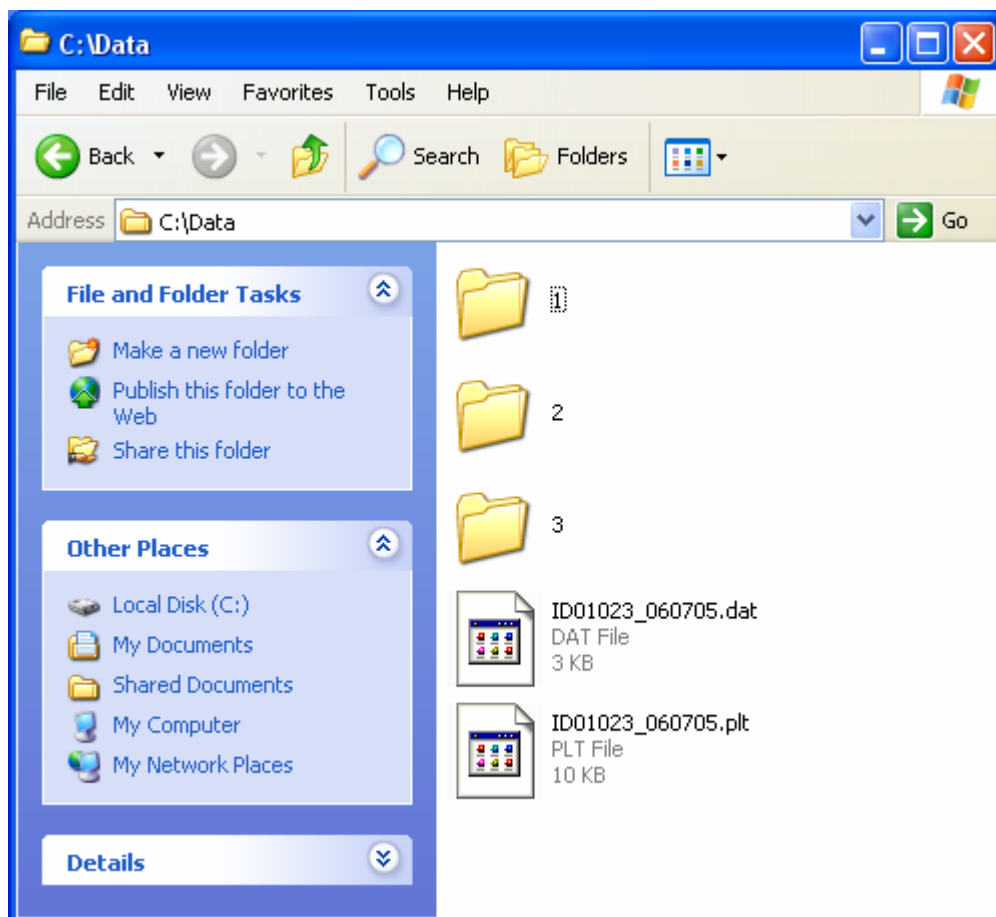 C:\Data
File Edit View Favorites Tools Help
Back Search Folders
Address C:\Data Go
File and Folder Tasks
Make a new folder
Publish this folder to the
Web
Share this folder
Other Places
Local Disk (C:)
My Documents
Shared Documents
My Computer
My Network Places
Details
1
2
3
ID01023_060705.dat
DAT File
3 KB
ID01023_060705.plt
PLT File
10 KB